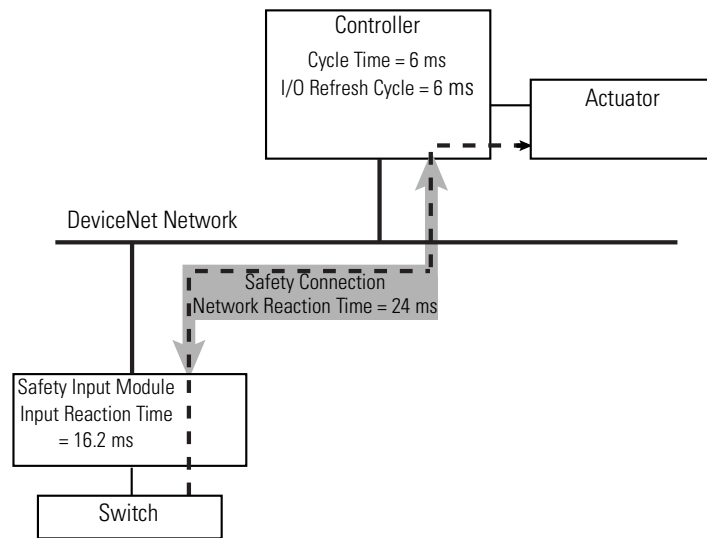 Controller
Cycle Time = 6 ms
I/O Refresh Cycle = 6 ms
Actuator
DeviceNet Network
Safety Connection
Network Reaction Time = 24 ms
Safety Input Module
Input Reaction Time
= 16.2 ms
Switch